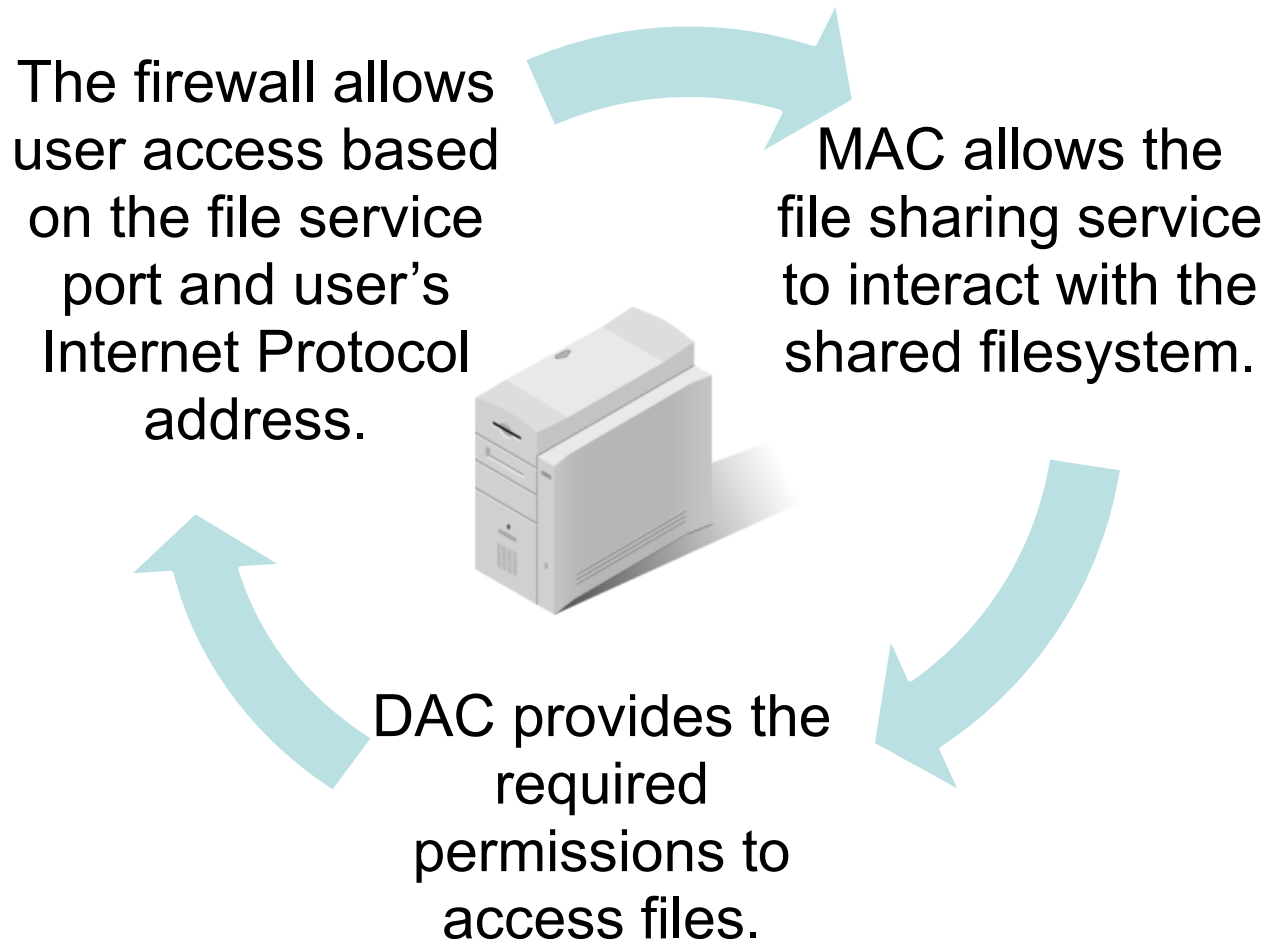 The firewall allows
user access based
on the file service
port and user’s
Internet Protocol
address.
MAC allows the
file sharing service
to interact with the
shared filesystem.
DAC provides the
required
permissions to
access files.